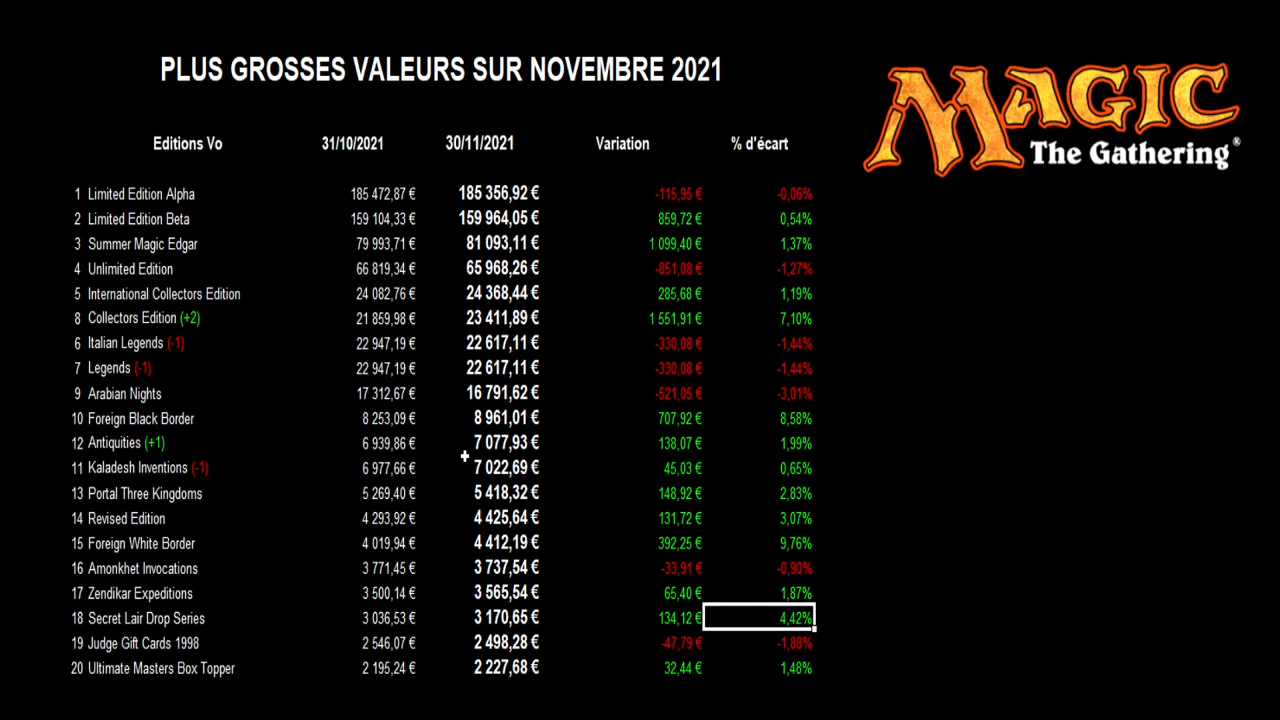 PLUS GROSSES VALEURS SUR NOVEMBRE 2021
MAGIC
The Gathering®
Editions Vo 31/10/2021 30/11/2021 Variation % d'écart
1 Limited Edition Alpha 185 472,87 € 185 356,92 € -115,95 € -0,06%
2 Limited Edition Beta 159 104,33 € 159 964,05 € 859,72 € 0,54%
3 Summer Magic Edgar 79 993,71 € 81 093,11 € 1 099,40 € 1,37%
4 Unlimited Edition 66 819,34 € 65 968,26 € -851,08 € -1,27%
5 International Collectors Edition 24 082,76 € 24 368,44 € 285,68 € 1,19%
8 Collectors Edition (+2) 21 859,98 € 23 411,89 € 1 551,91 € 7,10%
6 Italian Legends (-1) 22 947,19 € 22 617,11 € -330,08 € -1,44%
7 Legends (-1) 22 947,19 € 22 617,11 € -330,08 € -1,44%
9 Arabian Nights 17 312,67 € 16 791,62 € -521,05 € -3,01%
10 Foreign Black Border 8 253,09 € 8 961,01 € 707,92 € 8,58%
12 Antiquities (+1) 6 939,86 € 7 077,93 € 138,07 € 1,99%
11 Kaladesh Inventions (-1) 6 977,66 € 7 022,69 € 45,03 € 0,65%
13 Portal Three Kingdoms 5 269,40 € 5 418,32 € 148,92 € 2,83%
14 Revised Edition 4 293,92 € 4 425,64 € 131,72 € 3,07%
15 Foreign White Border 4 019,94 € 4 412,19 € 392,25 € 9,76%
16 Amonkhet Invocations 3 771,45 € 3 737,54 € -33,91 € -0,90%
17 Zendikar Expeditions 3 500,14 € 3 565,54 € 65,40 € 1,87%
18 Secret Lair Drop Series 3 036,53 € 3 170,65 € 134,12 € 4,42%
19 Judge Gift Cards 1998 2 546,07 € 2 498,28 € -47,79 € -1,88%
20 Ultimate Masters Box Topper 2 195,24 € 2 227,68 € 32,44 € 1,48%